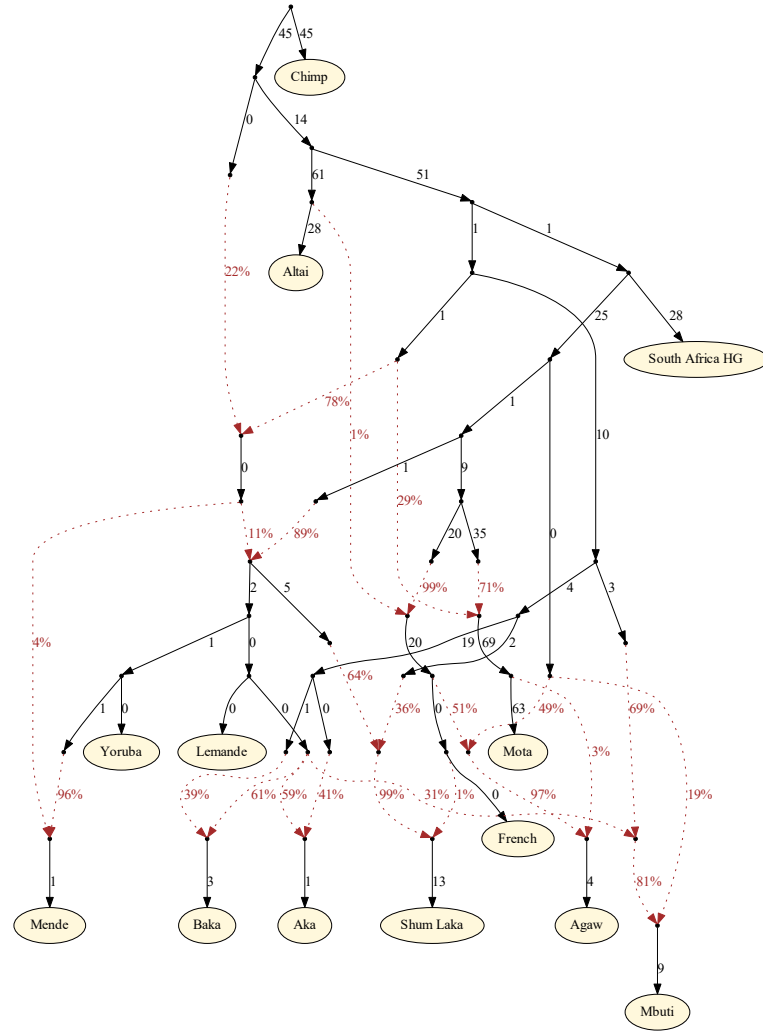 45 45
Chimp
0 14
61 51
28 1 1
Altai
22% 1 25 28
South Africa HG
78% 1% 1 10
0 1 9
29%
11% 89% 20 35 0
2 5 99% 71% 4 3
4% 1 0 64% 20 19 69 2
36% 51% 49% 69%
1 0 0 0 1 0 63
Yoruba Lemande Mota
96% 39% 61% 59% 41% 99% 31% 1% 97% 3% 19%
0
French
1 3 1 13 4 81%
Mende Baka Aka Shum Laka Agaw
9
Mbuti